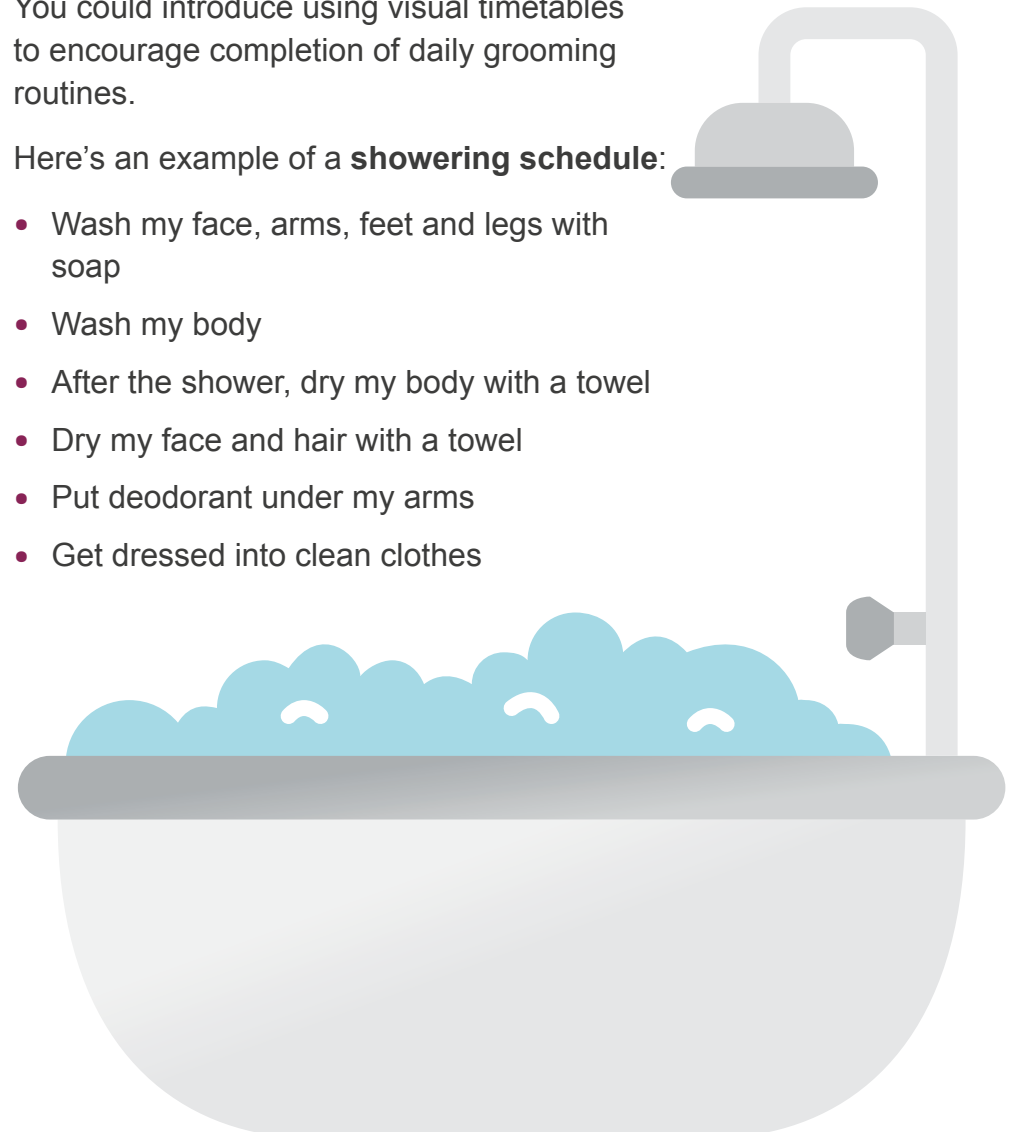 You could introduce using visual timetables
to encourage completion of daily grooming
routines.
Here’s an example of a showering schedule:
• Wash my face, arms, feet and legs with
soap
• Wash my body
• After the shower, dry my body with a towel
• Dry my face and hair with a towel
• Put deodorant under my arms
• Get dressed into clean clothes